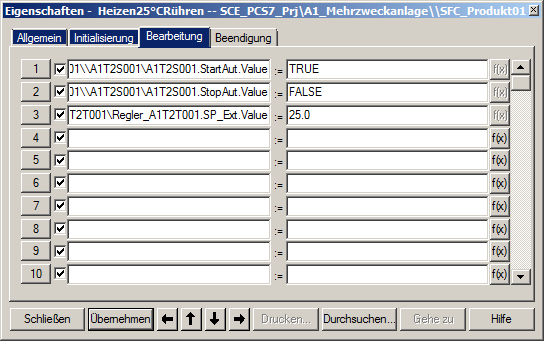 Eigenschaften - Heizen25°CRühren -- SCE_PCS7_Prj\A1_Mehrzweckanlage\\SFC_Produkt01
Allgemein Initialisierung Bearbeitung Beendigung
1 J1\\A1T2S001\A1T2S001.StartAut.Value := TRUE f(x)
2 J1\\A1T2S001\A1T2S001.StopAut.Value := FALSE f(x)
3 T2T001\Regler_A1T2T001.SP_Ext.Value := 25.0 f(x)
4 := f(x)
5 := f(x)
6 := f(x)
7 := f(x)
8 := f(x)
9 := f(x)
10 := f(x)
Schließen Übernehmen Drucken... Durchsuchen... Gehe zu Hilfe